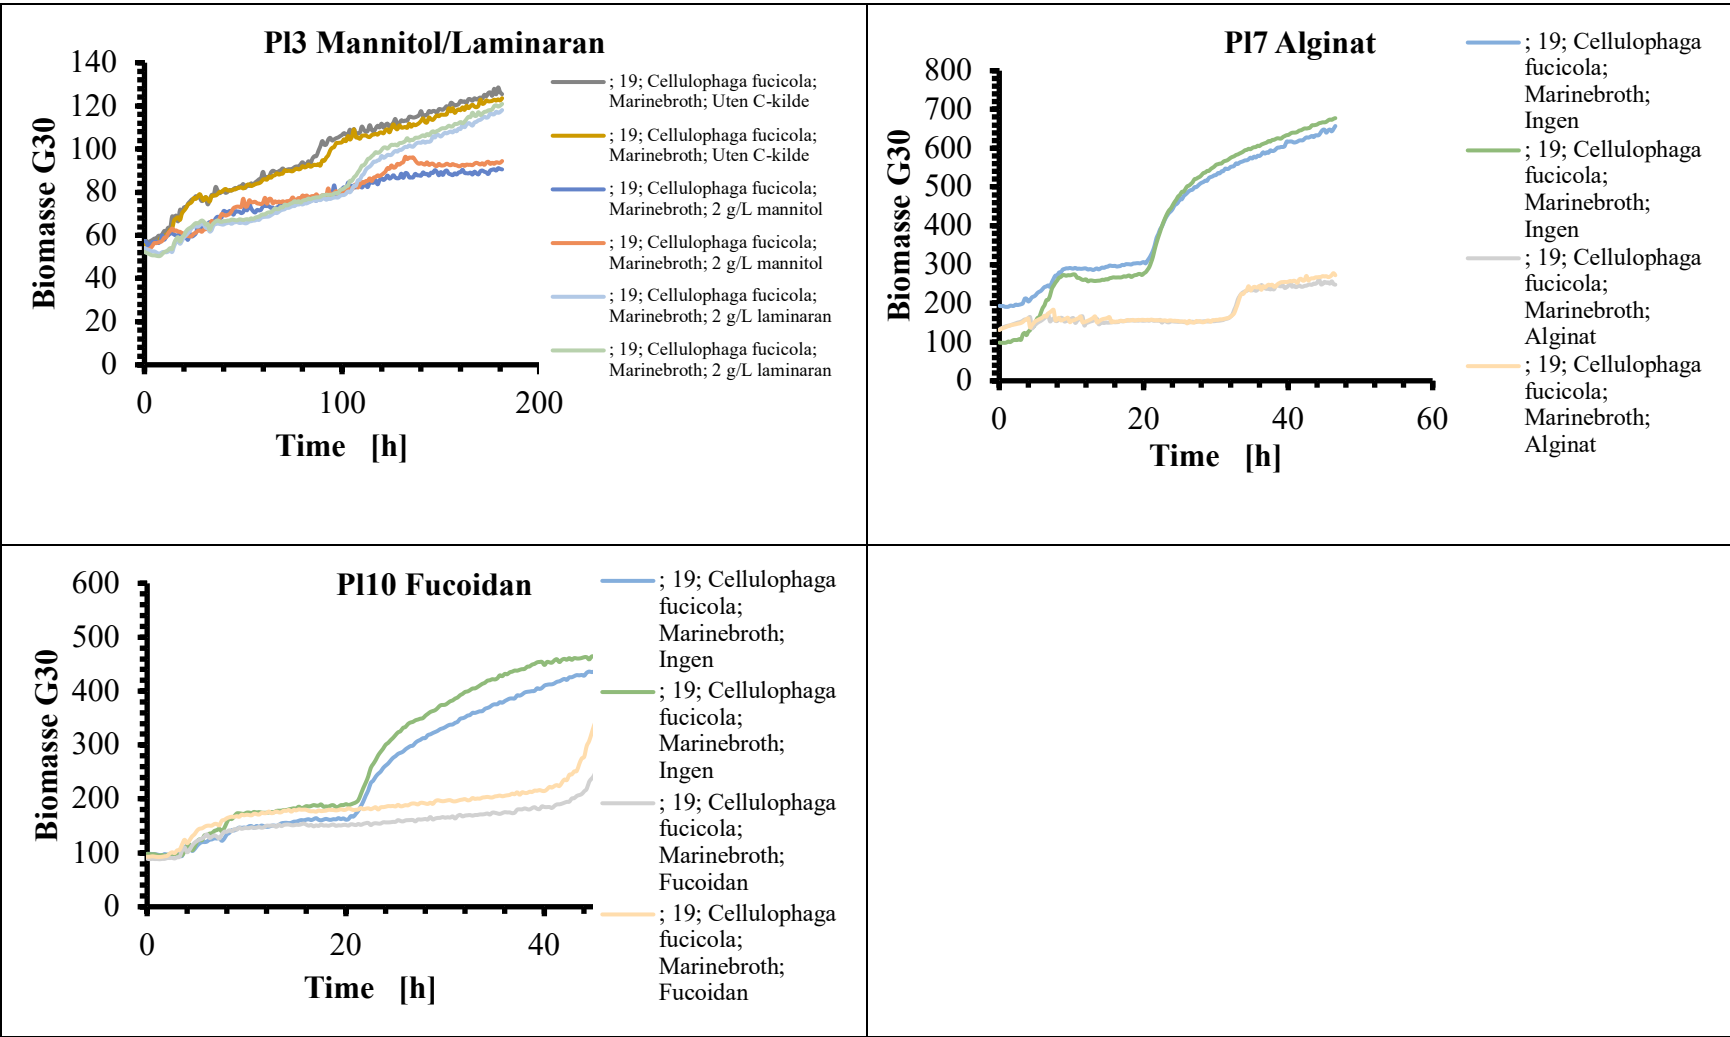 Pl3 Mannitol/Laminaran
Biomasse G30
140
120
100
80
60
40
20
0
0
100
200
Time [h]
; 19; Cellulophaga fucicola;
Marinebroth; Uten C-kilde
; 19; Cellulophaga fucicola;
Marinebroth; Uten C-kilde
; 19; Cellulophaga fucicola;
Marinebroth; 2 g/L mannitol
; 19; Cellulophaga fucicola;
Marinebroth; 2 g/L mannitol
; 19; Cellulophaga fucicola;
Marinebroth; 2 g/L laminaran
; 19; Cellulophaga fucicola;
Marinebroth; 2 g/L laminaran
Pl7 Alginat
Biomasse G30
800
700
600
500
400
300
200
100
0
0
20
40
60
Time [h]
; 19; Cellulophaga
fucicola;
Marinebroth;
Ingen
; 19; Cellulophaga
fucicola;
Marinebroth;
Ingen
; 19; Cellulophaga
fucicola;
Marinebroth;
Alginat
; 19; Cellulophaga
fucicola;
Marinebroth;
Alginat
Pl10 Fucoidan
Biomasse G30
600
500
400
300
200
100
0
0
20
40
Time [h]
; 19; Cellulophaga
fucicola;
Marinebroth;
Ingen
; 19; Cellulophaga
fucicola;
Marinebroth;
Ingen
; 19; Cellulophaga
fucicola;
Marinebroth;
Fucoidan
; 19; Cellulophaga
fucicola;
Marinebroth;
Fucoidan